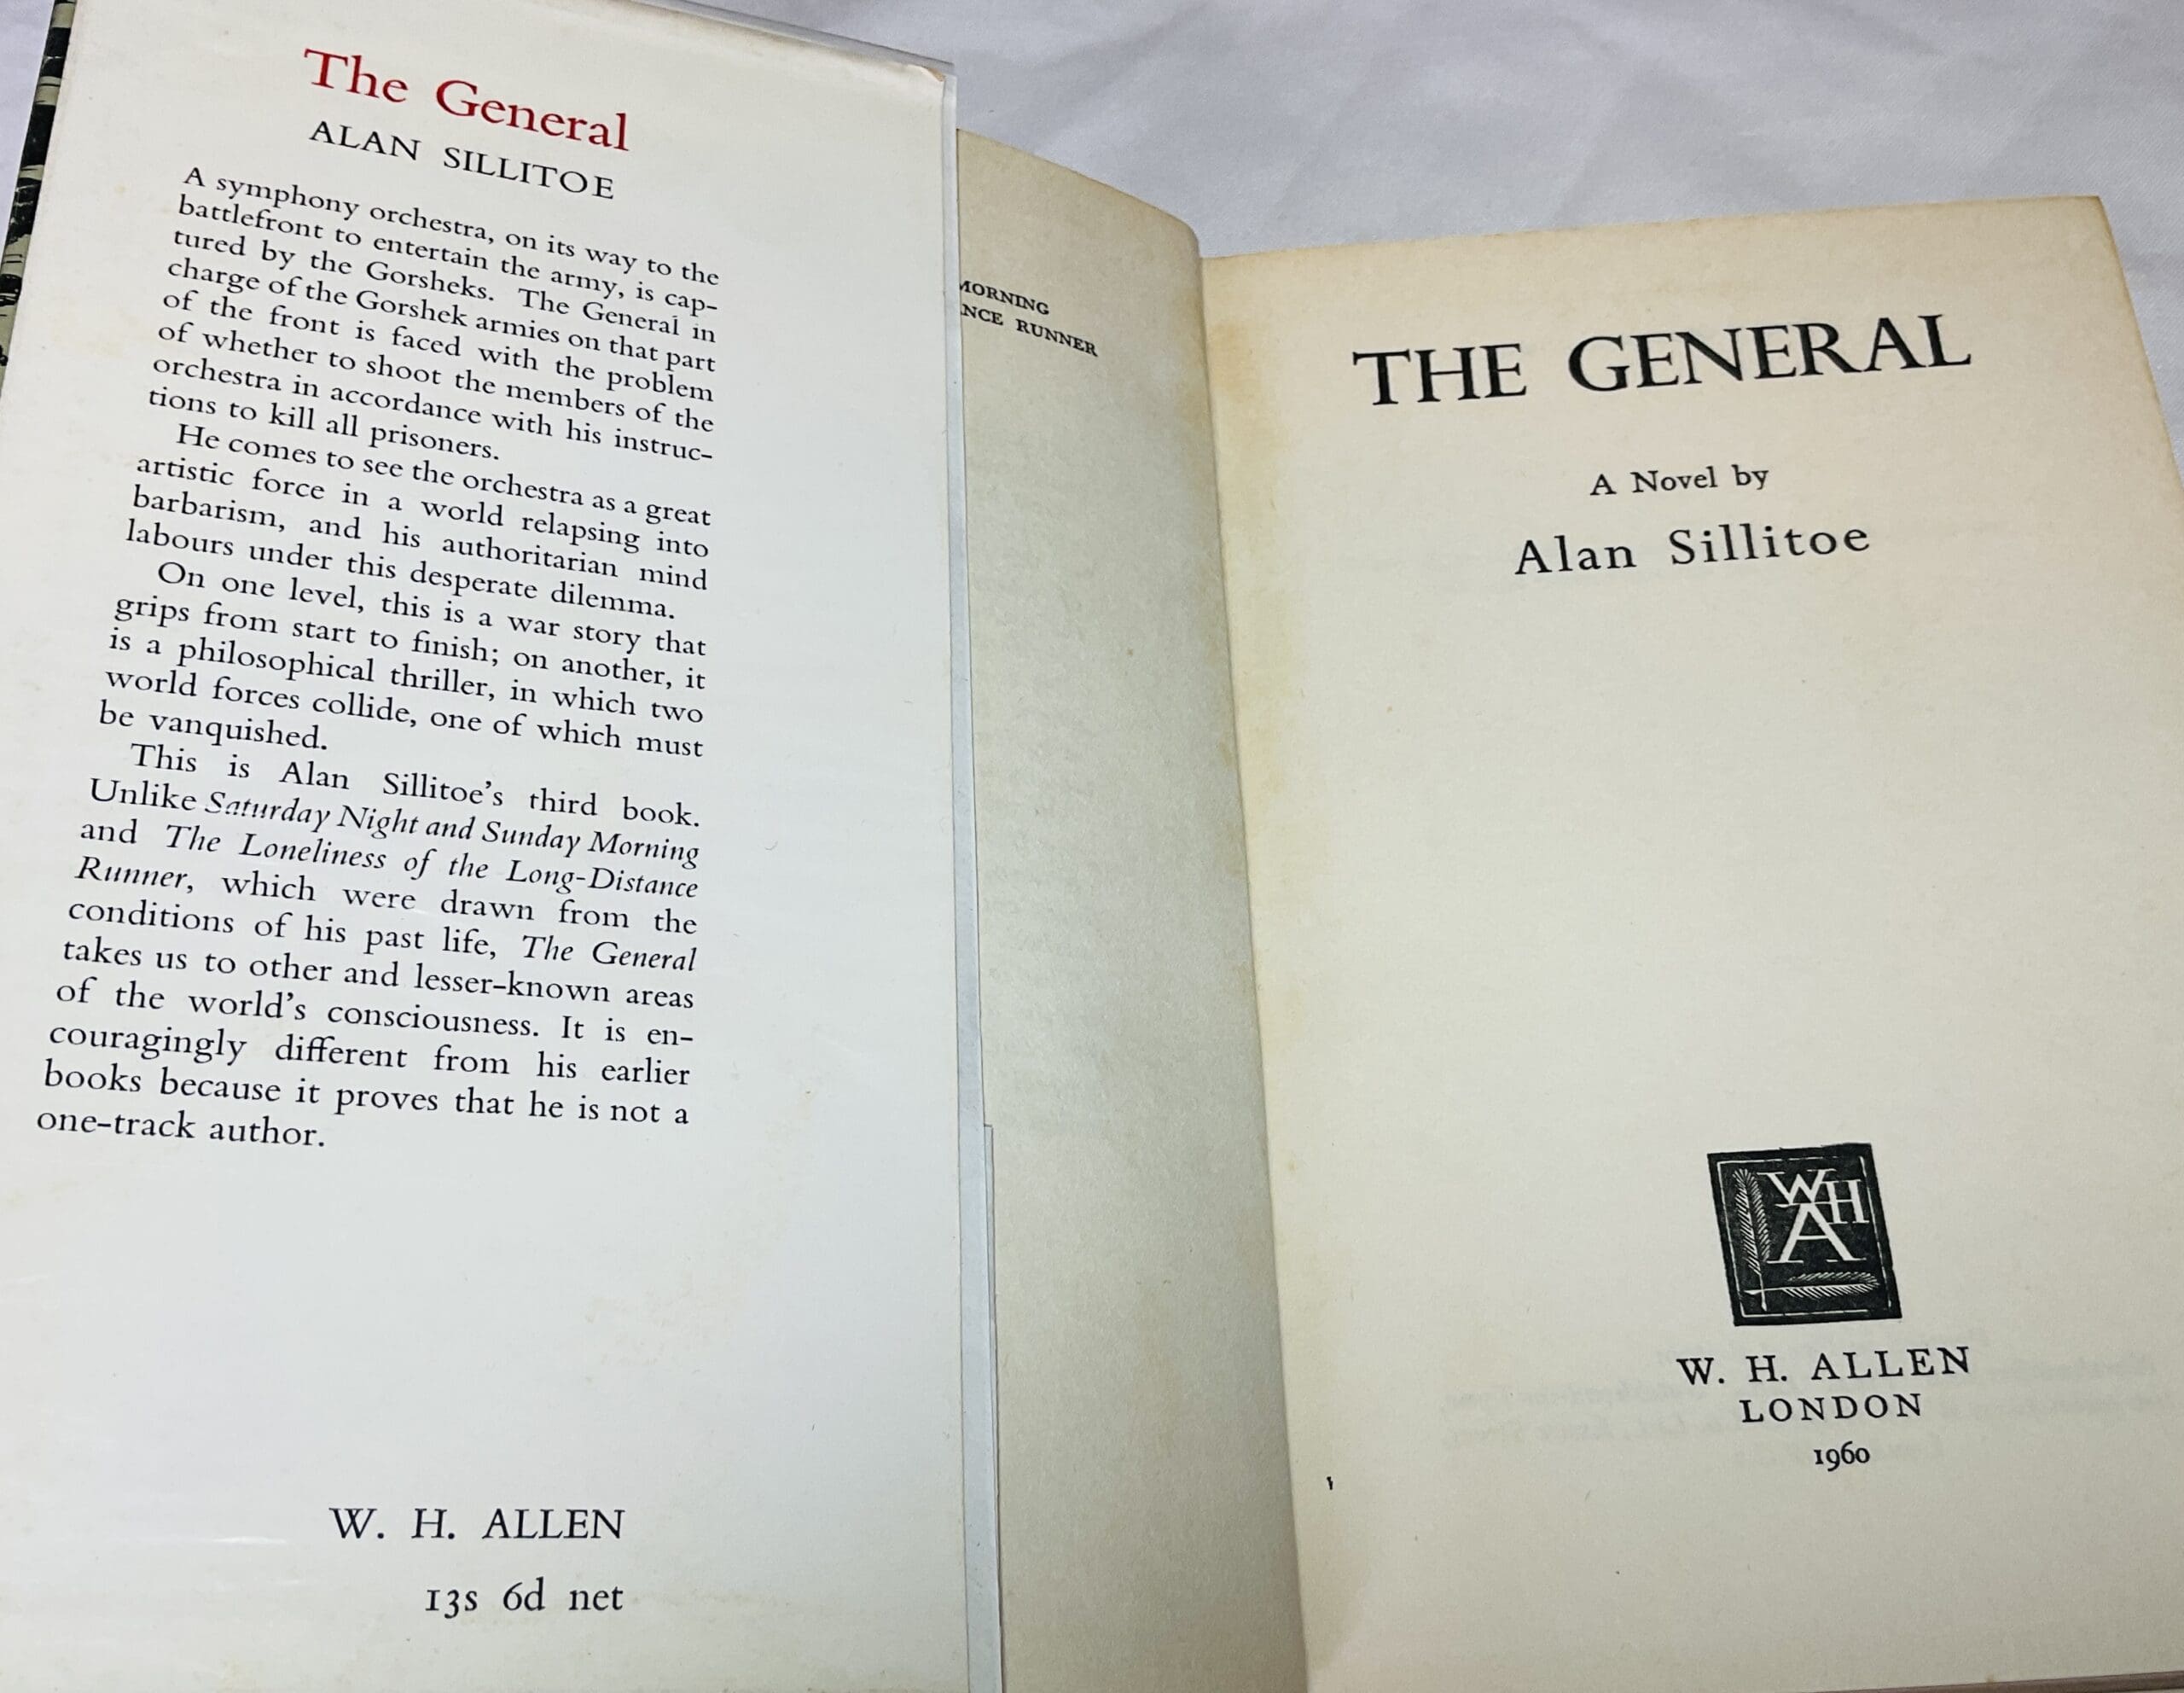 The General
ALAN SILLITOE
A symphony orchestra, on its way to the
battlefront to entertain the army, is cap-
tured by the Gorsheks. The General in
charge of the Gorshek armies on that part
of the front is faced with the problem
of whether to shoot the members of the
orchestra in accordance with his instruc-
tions to kill all prisoners.
He comes to see the orchestra as a great
artistic force in a world relapsing into
barbarism, and his authoritarian mind
labours under this desperate dilemma.
On one level, this is a war story that
grips from start to finish; on another, it
is a philosophical thriller, in which two
world forces collide, one of which must
be vanquished.
This is Alan Sillitoe's third book.
Unlike Saturday Night and Sunday Morning
and The Loneliness of the Long-Distance
Runner, which were drawn from the
conditions of his past life, The General
takes us to other and lesser-known areas
of the world's consciousness. It is en-
couragingly different from his earlier
books because it proves that he is not a
one-track author.
W. H. ALLEN
13s 6d net
MORNING
NCE RUNNER
THE GENERAL
A Novel by
Alan Sillitoe
WHA
W. H. ALLEN
LONDON
1960